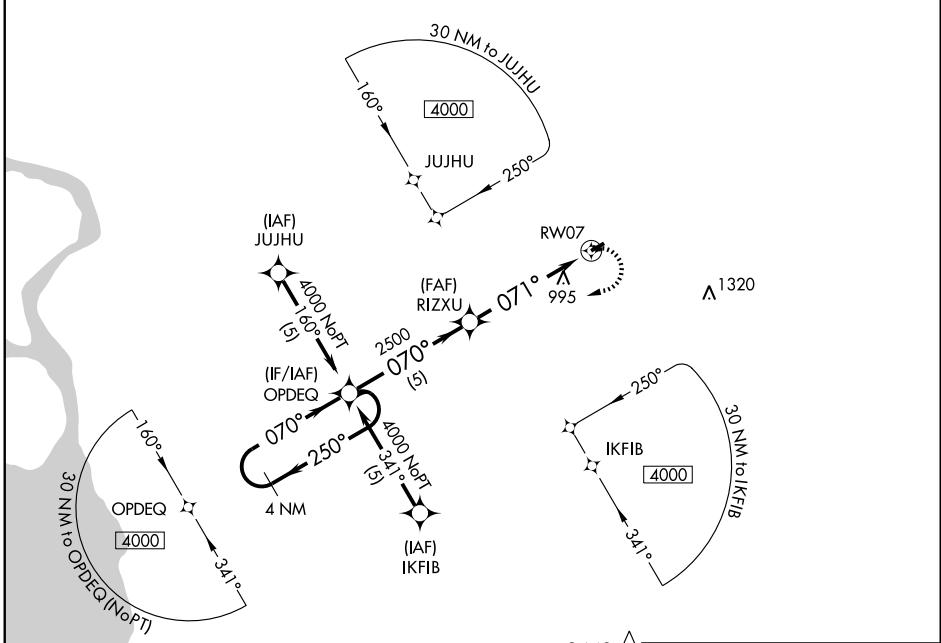 30 NM to JUJHU
160°
4000
JUJHU
250°
(IAF)
JUJHU
4000 NoPT
160°
(5)
RW07
(FAF)
RIZXU
071°
995
1320
2500
070°
(5)
(IF/IAF)
OPDEQ
070°
250°
4 NM
4000 NoPT
341°
(5)
(IAF)
IKFIB
160°
OPDEQ
4000
341°
30 NM to OPDEQ (NoPT)
250°
IKFIB
4000
341°
30 NM to IKFIB